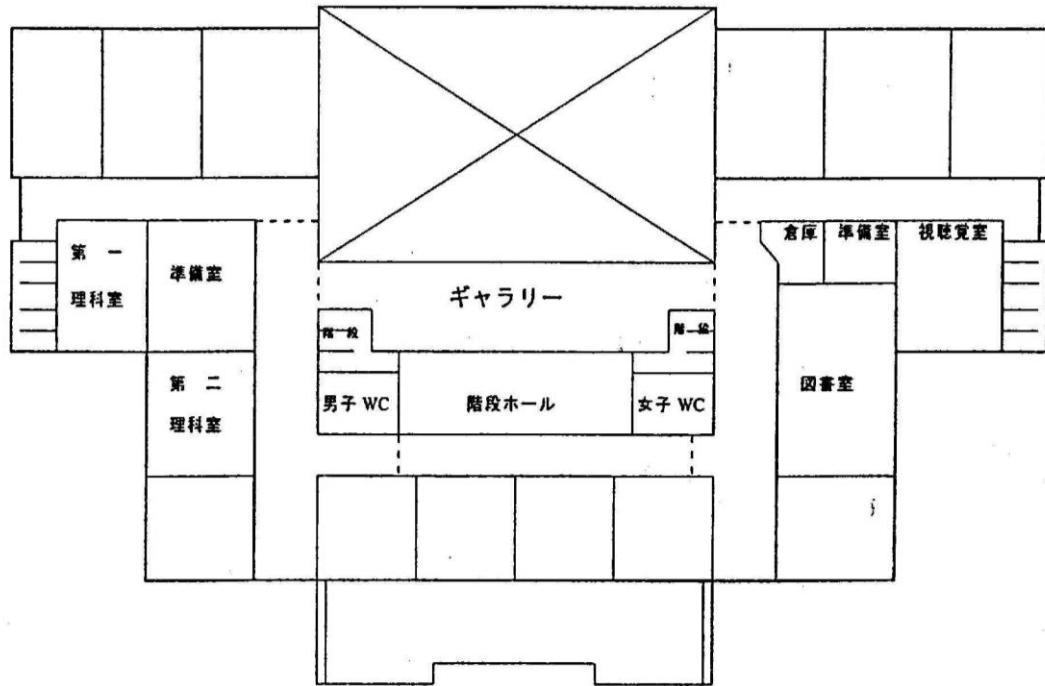 第 一
理科室
準備室
倉庫
準備室
視聴覚室
ギャラリー
階 段
階 段
第 二
理科室
男子 WC
階段ホール
女子 WC
図書室